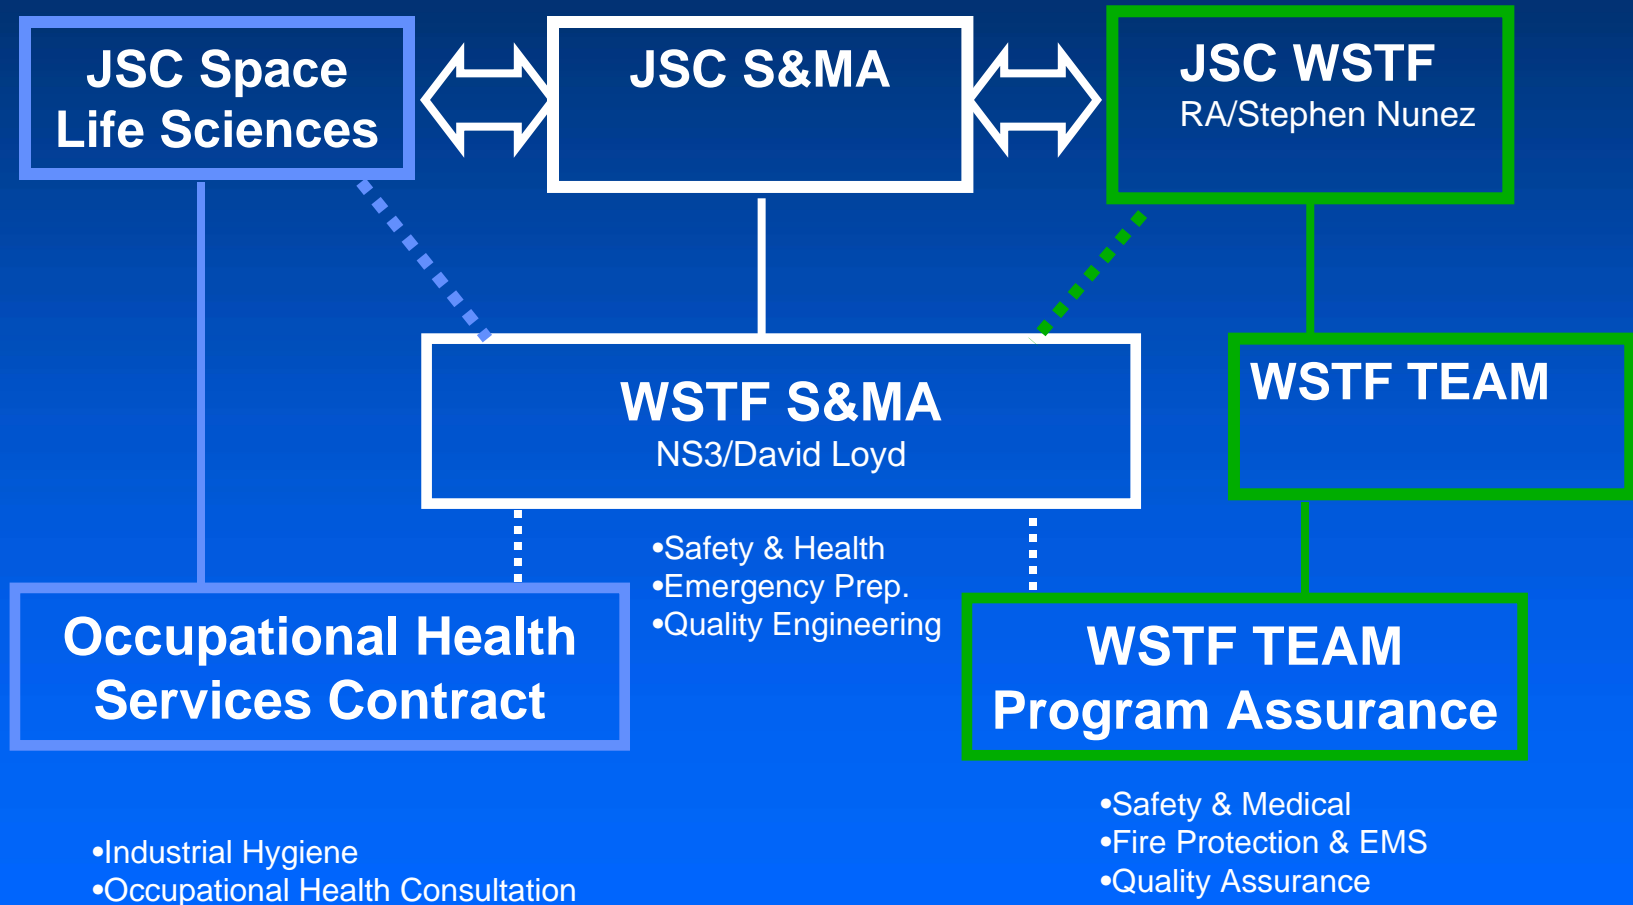 JSC Space
Life Sciences
JSC S&MA
JSC WSTF
RA/Stephen Nunez
WSTF S&MA
NS3/David Loyd
WSTF TEAM
•Safety & Health
•Emergency Prep.
•Quality Engineering
Occupational Health
Services Contract
WSTF TEAM
Program Assurance
•Industrial Hygiene
•Occupational Health Consultation
•Safety & Medical
•Fire Protection & EMS
•Quality Assurance